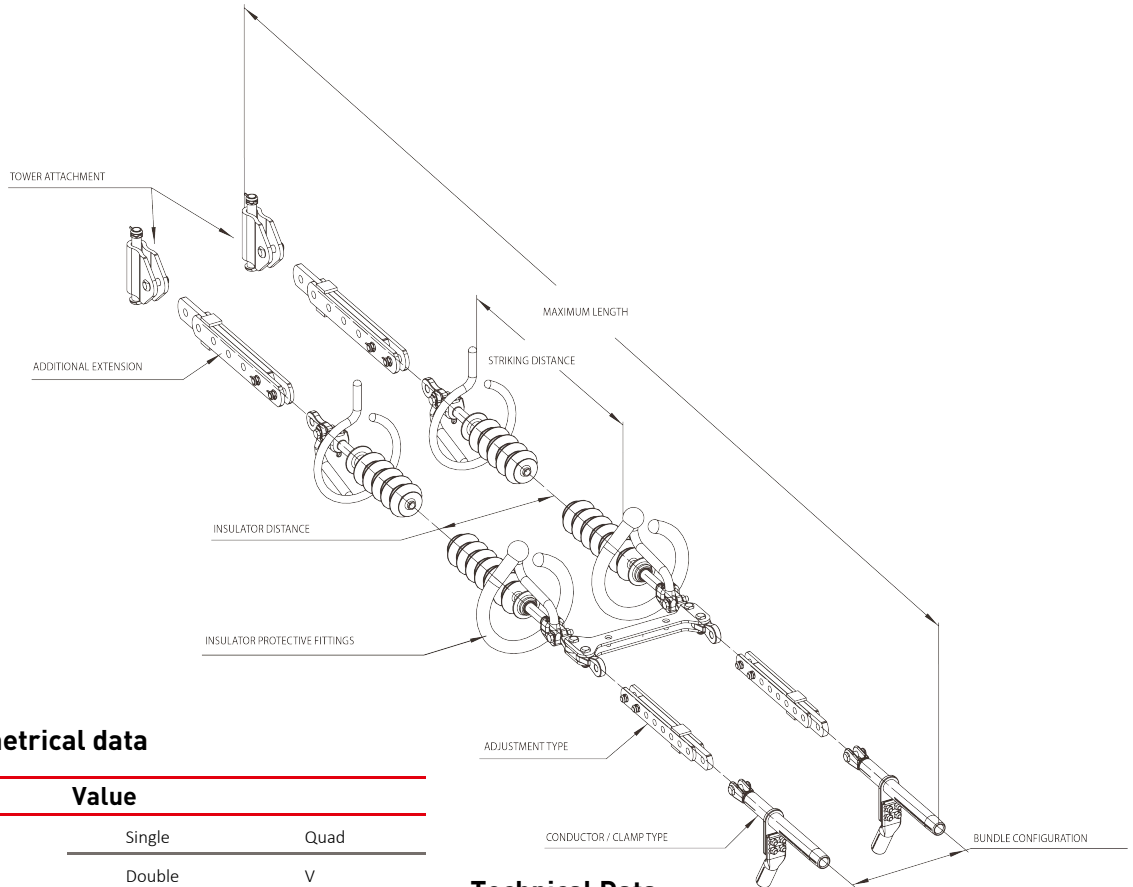 TOWER ATTACHMENT
MAXIMUM LENGTH
STRIKING DISTANCE
ADDITIONAL EXTENSION
INSULATOR DISTANCE
INSULATOR PROTECTIVE FITTINGS
ADJUSTMENT TYPE
CONDUCTOR / CLAMP TYPE
BUNDLE CONFIGURATION
etrical data
Value
Single Quad
Double V
Technical Data